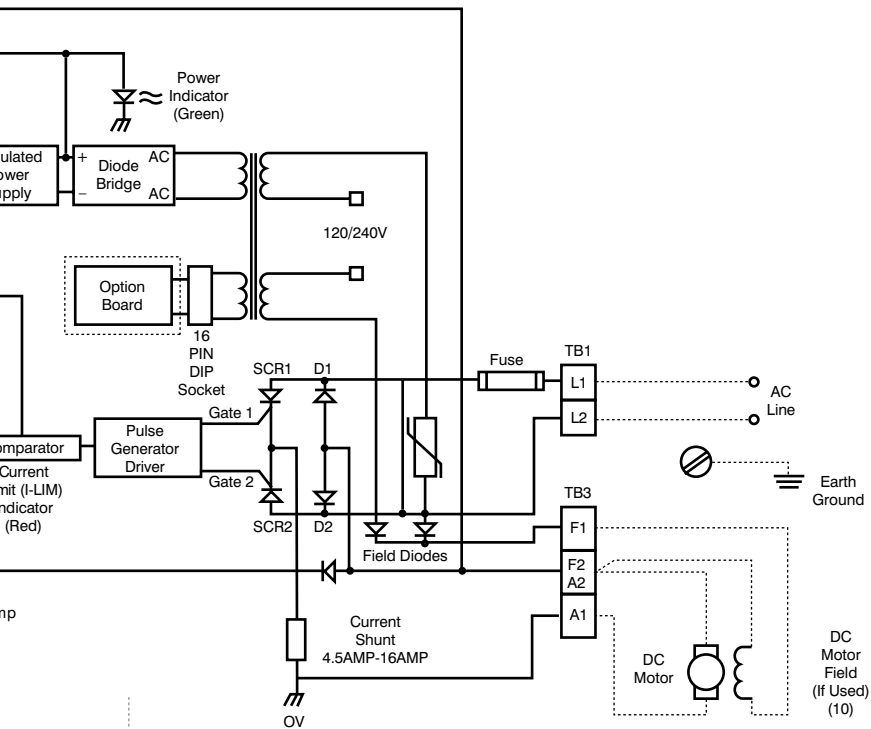 Power
Indicator
(Green)
ulated
ower
upply
+ AC
Diode
Bridge
− AC
120/240V
Option
Board
16
PIN
DIP
Socket
SCR1
D1
Fuse
TB1
L1
L2
AC
Line
Gate 1
Pulse
Generator
Driver
Gate 2
omparator
Current
mit (I-LIM)
ndicator
(Red)
SCR2
D2
Earth
Ground
TB3
F1
F2
A2
A1
Field Diodes
mp
Current
Shunt
4.5AMP-16AMP
OV
DC
Motor
DC
Motor
Field
(If Used)
(10)